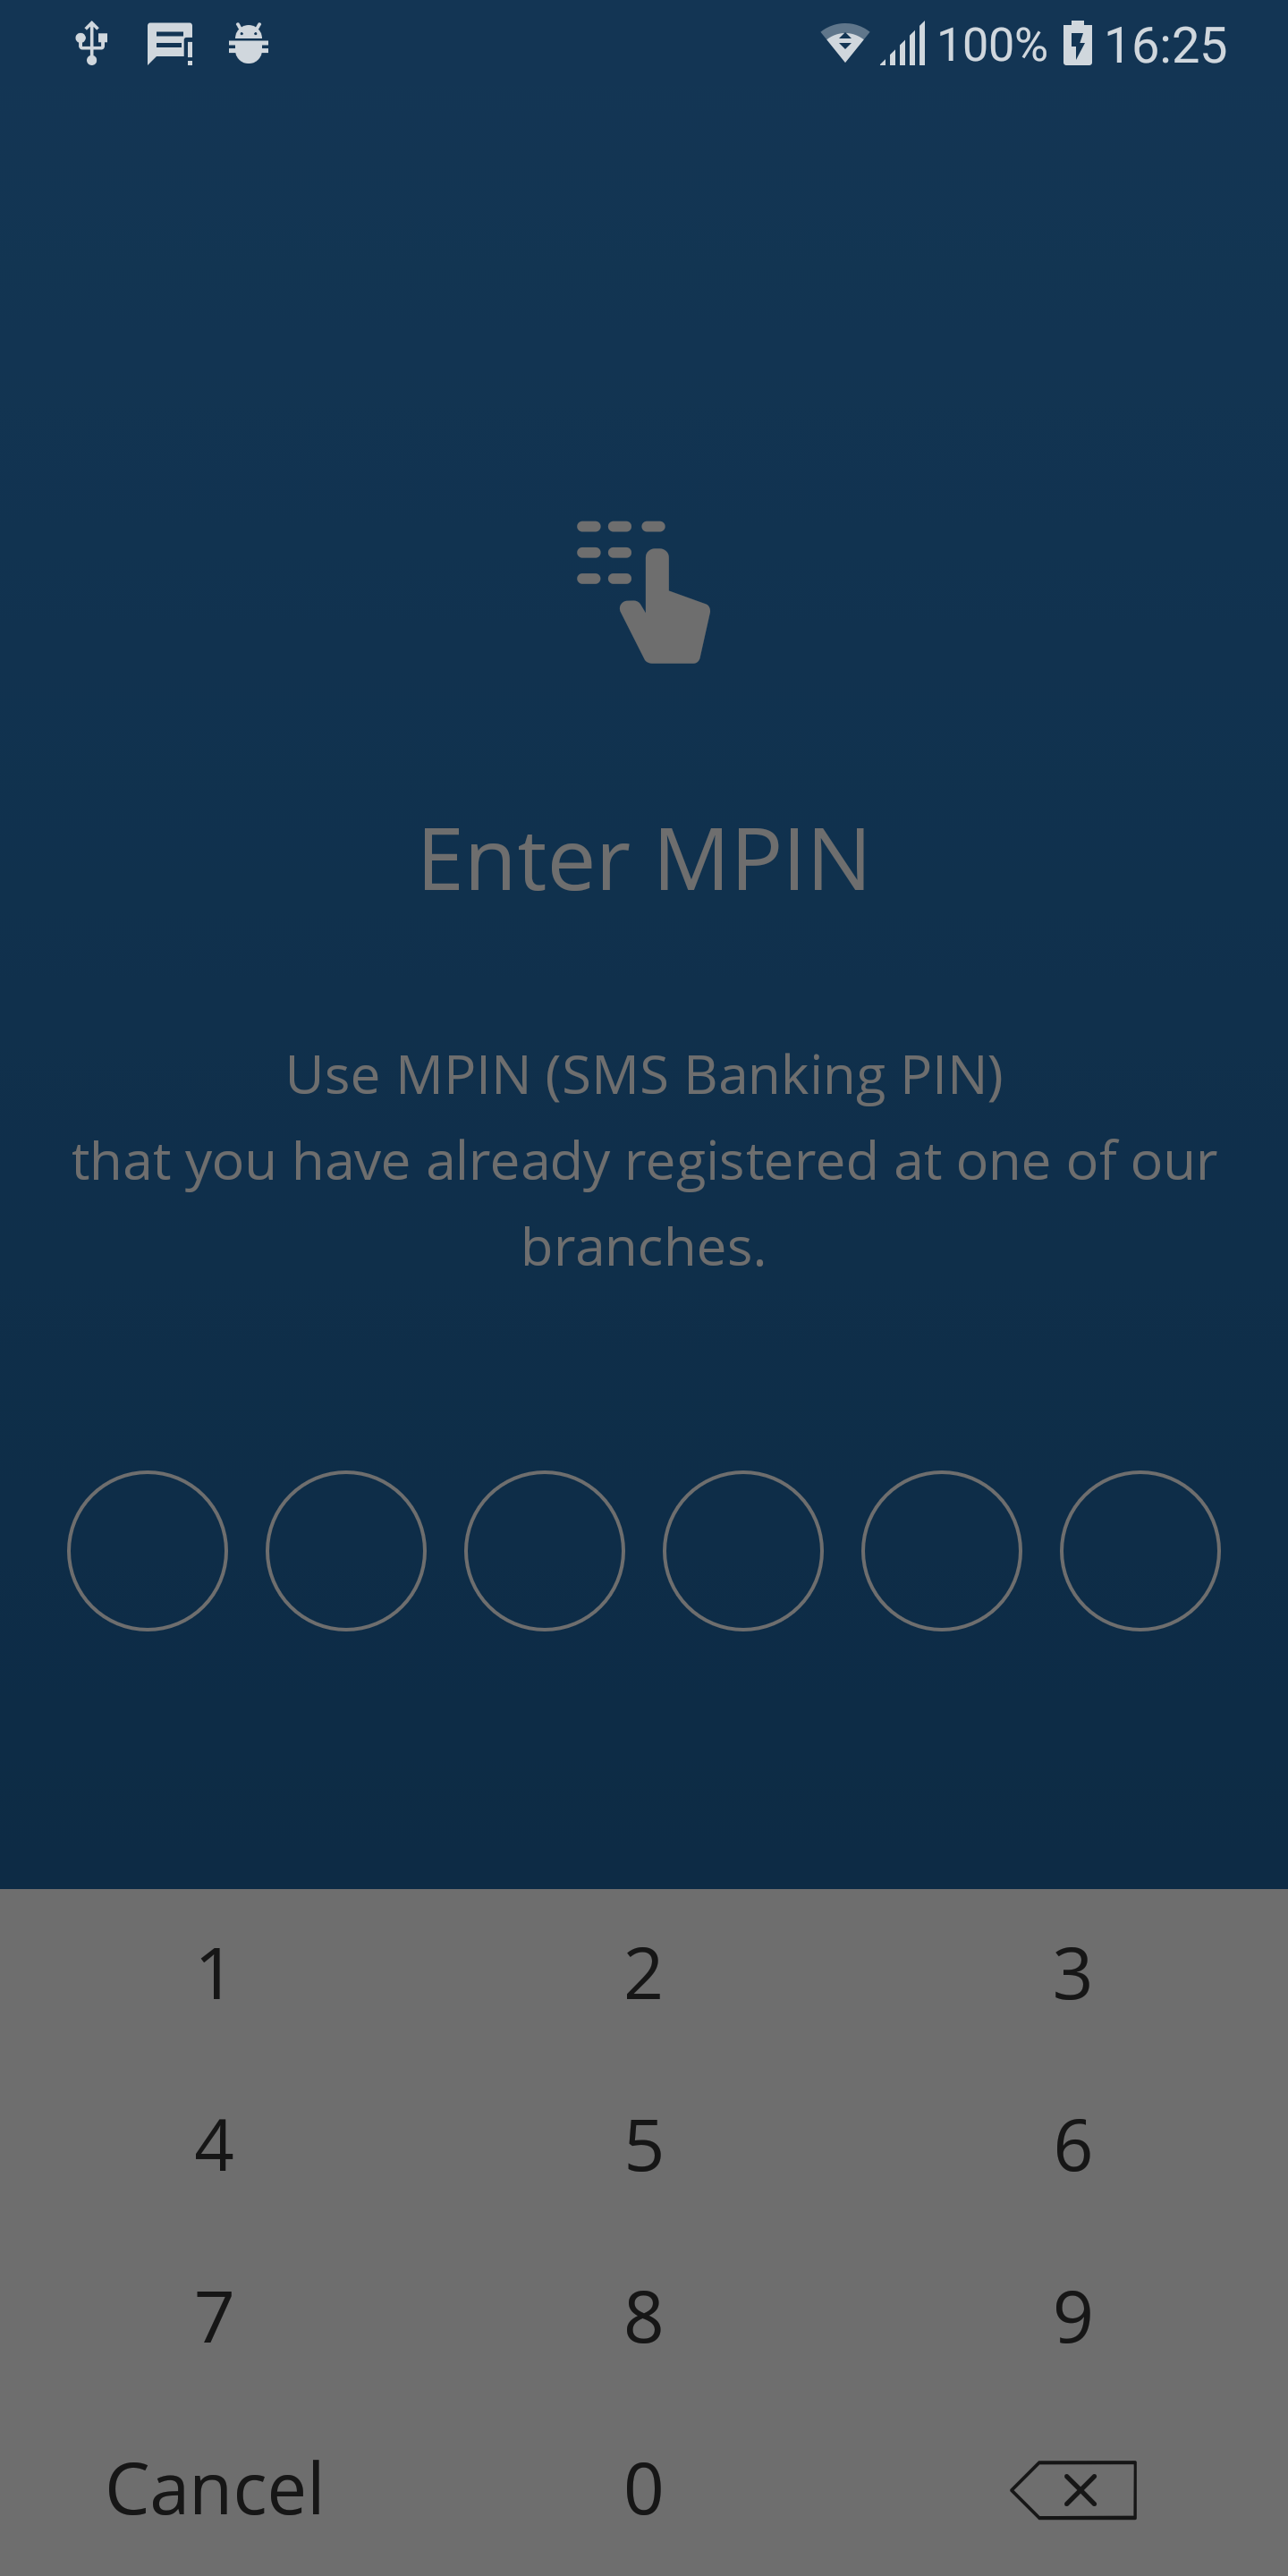 100% 16:25
Enter MPIN
Use MPIN (SMS Banking PIN)
that you have already registered at one of our
branches.
1 2 3
4 5 6
7 8 9
Cancel 0